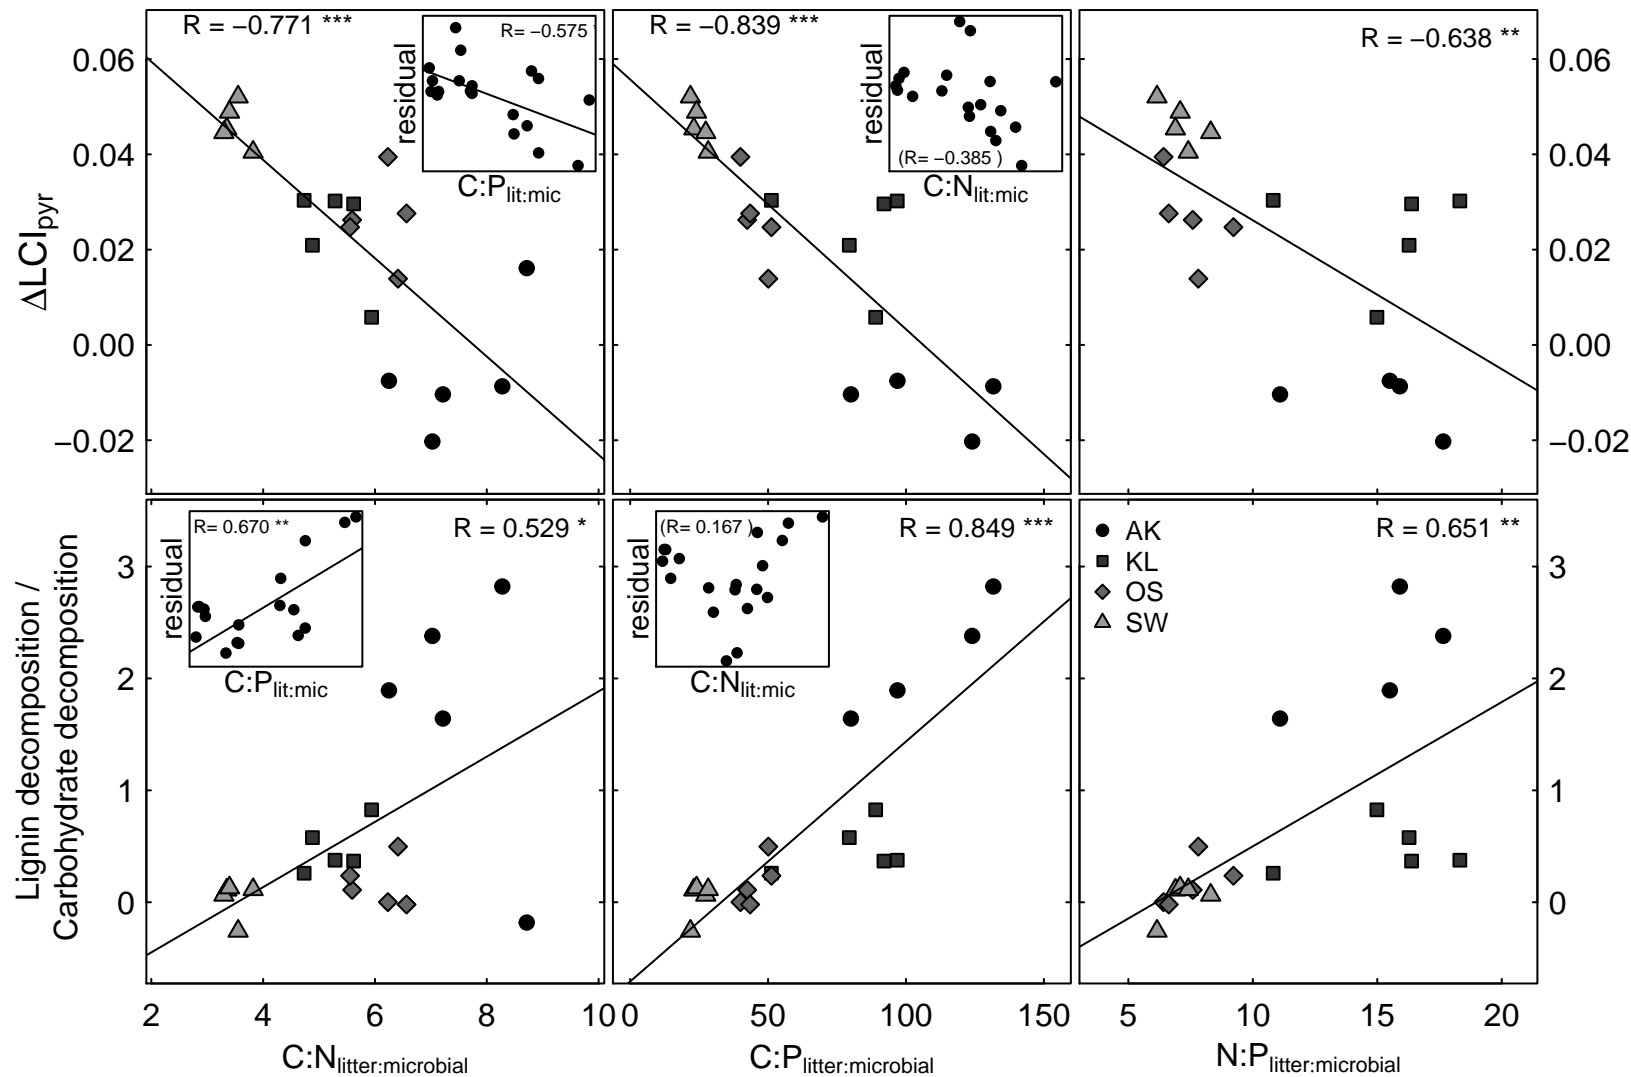 R = −0.771 ***
R= −0.575 *
residual
C:Plit:mic
R = −0.839 ***
residual
(R= −0.385 )
C:Nlit:mic
R = −0.638 **
ΔLCIpyr
0.06
0.04
0.02
0.00
−0.02
0.06
0.04
0.02
0.00
−0.02
R= 0.670 **
residual
C:Plit:mic
R = 0.529 *
(R= 0.167 )
residual
C:Nlit:mic
R = 0.849 ***
R = 0.651 **
AK
KL
OS
SW
Lignin decomposition /
Carbohydrate decomposition
3
2
1
0
3
2
1
0
2 4 6 8 10
0 50 100 150
5 10 15 20
C:Nlitter:microbial
C:Plitter:microbial
N:Plitter:microbial